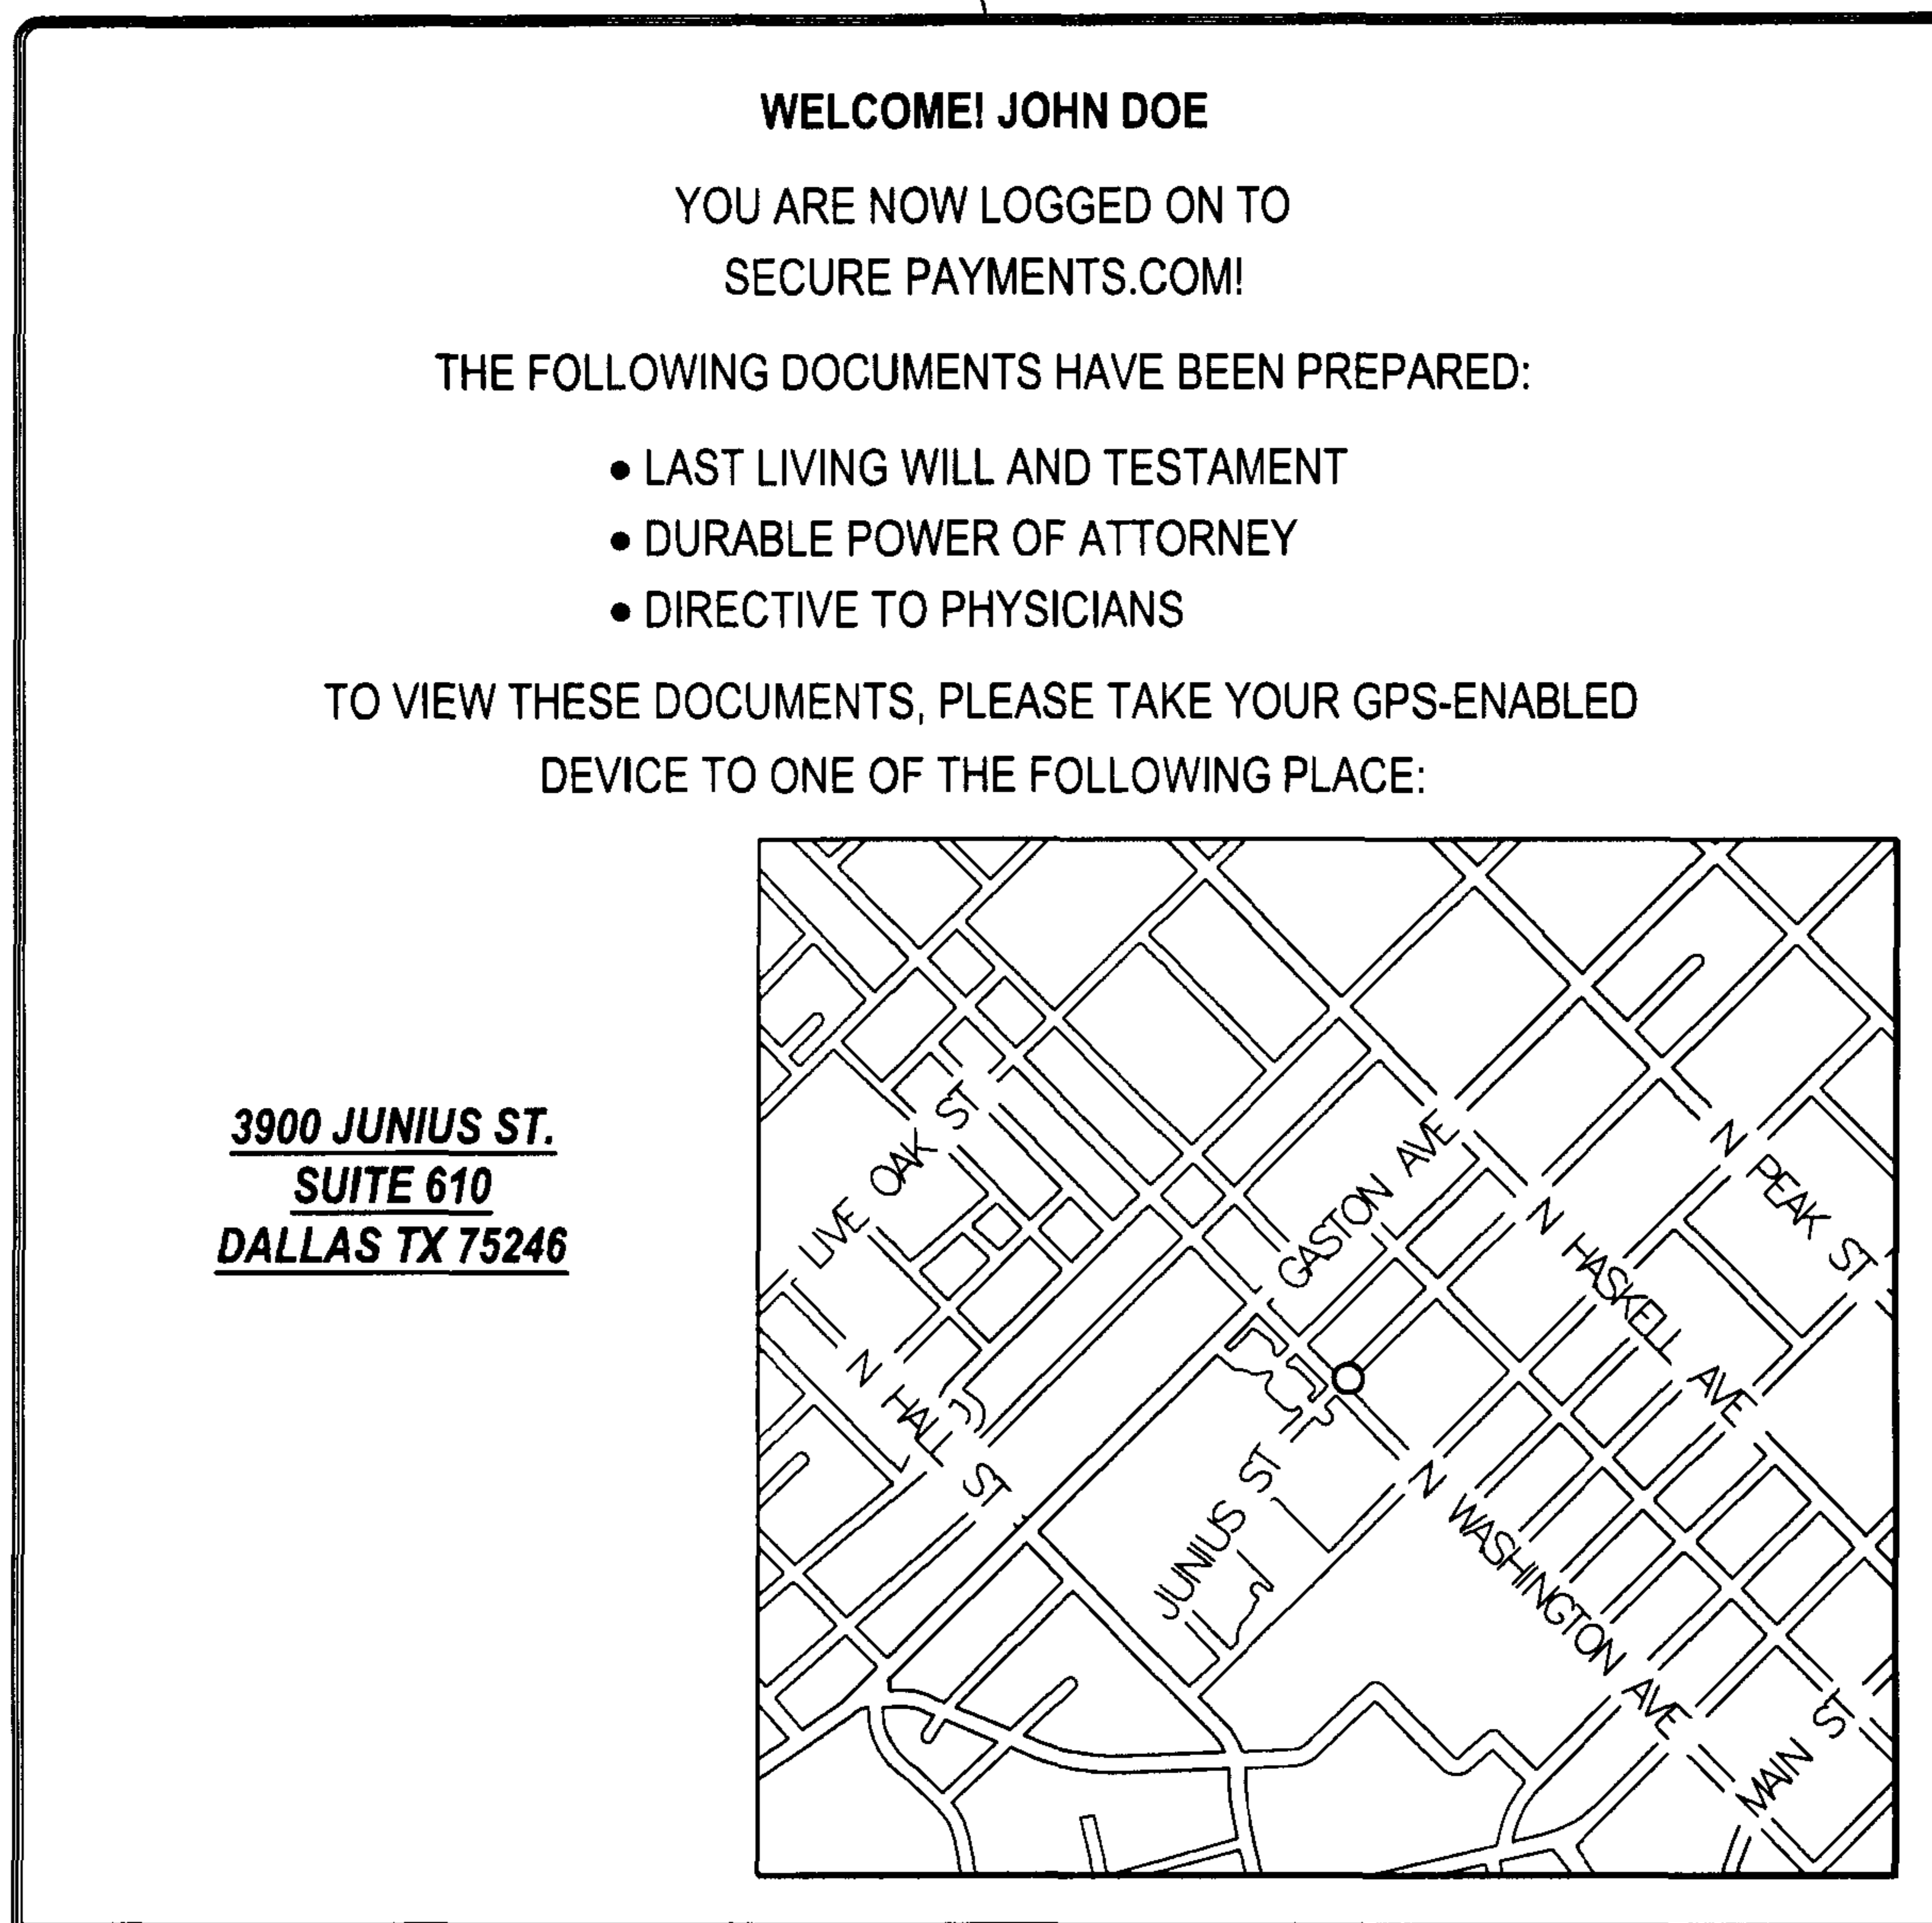 WELCOME! JOHN DOE
YOU ARE NOW LOGGED ON TO
SECURE PAYMENTS.COM!
THE FOLLOWING DOCUMENTS HAVE BEEN PREPARED:
• LAST LIVING WILL AND TESTAMENT
• DURABLE POWER OF ATTORNEY
• DIRECTIVE TO PHYSICIANS
TO VIEW THESE DOCUMENTS, PLEASE TAKE YOUR GPS-ENABLED
DEVICE TO ONE OF THE FOLLOWING PLACE:
3900 JUNIUS ST.
SUITE 610
DALLAS TX 75246
LIVE OAK ST
GASTON AVE
N PEAK ST
N HASKELL AVE
N HALL ST
JUNIUS ST
N WASHINGTON AVE
MAIN ST